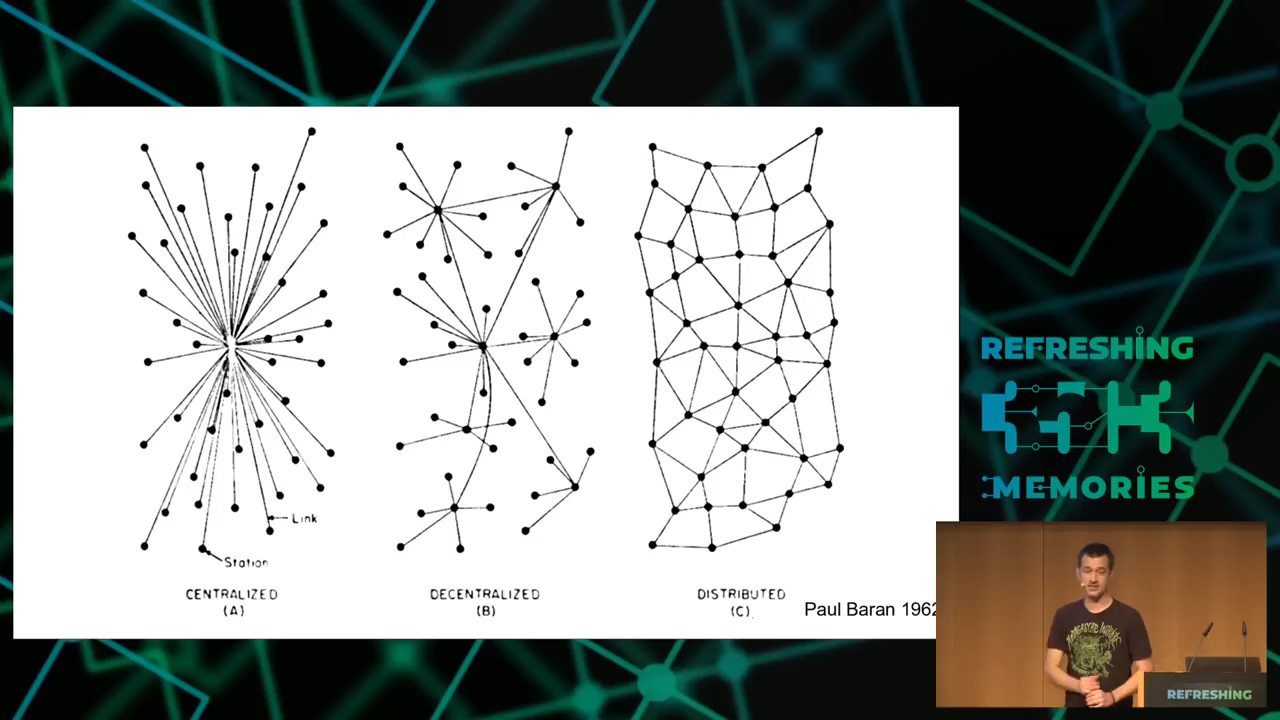 Link
Station
CENTRALIZED
(A)
DECENTRALIZED
(B)
DISTRIBUTED
(C)
Paul Baran 1962
REFRESHING
MEMORIES
REFRESHING